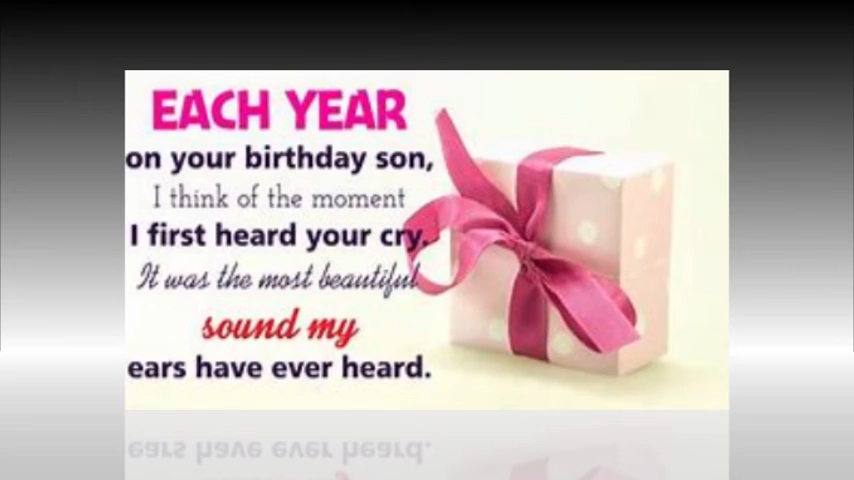 EACH YEAR
on your birthday son,
I think of the moment
I first heard your cry.
It was the most beautiful
sound my
ears have ever heard.